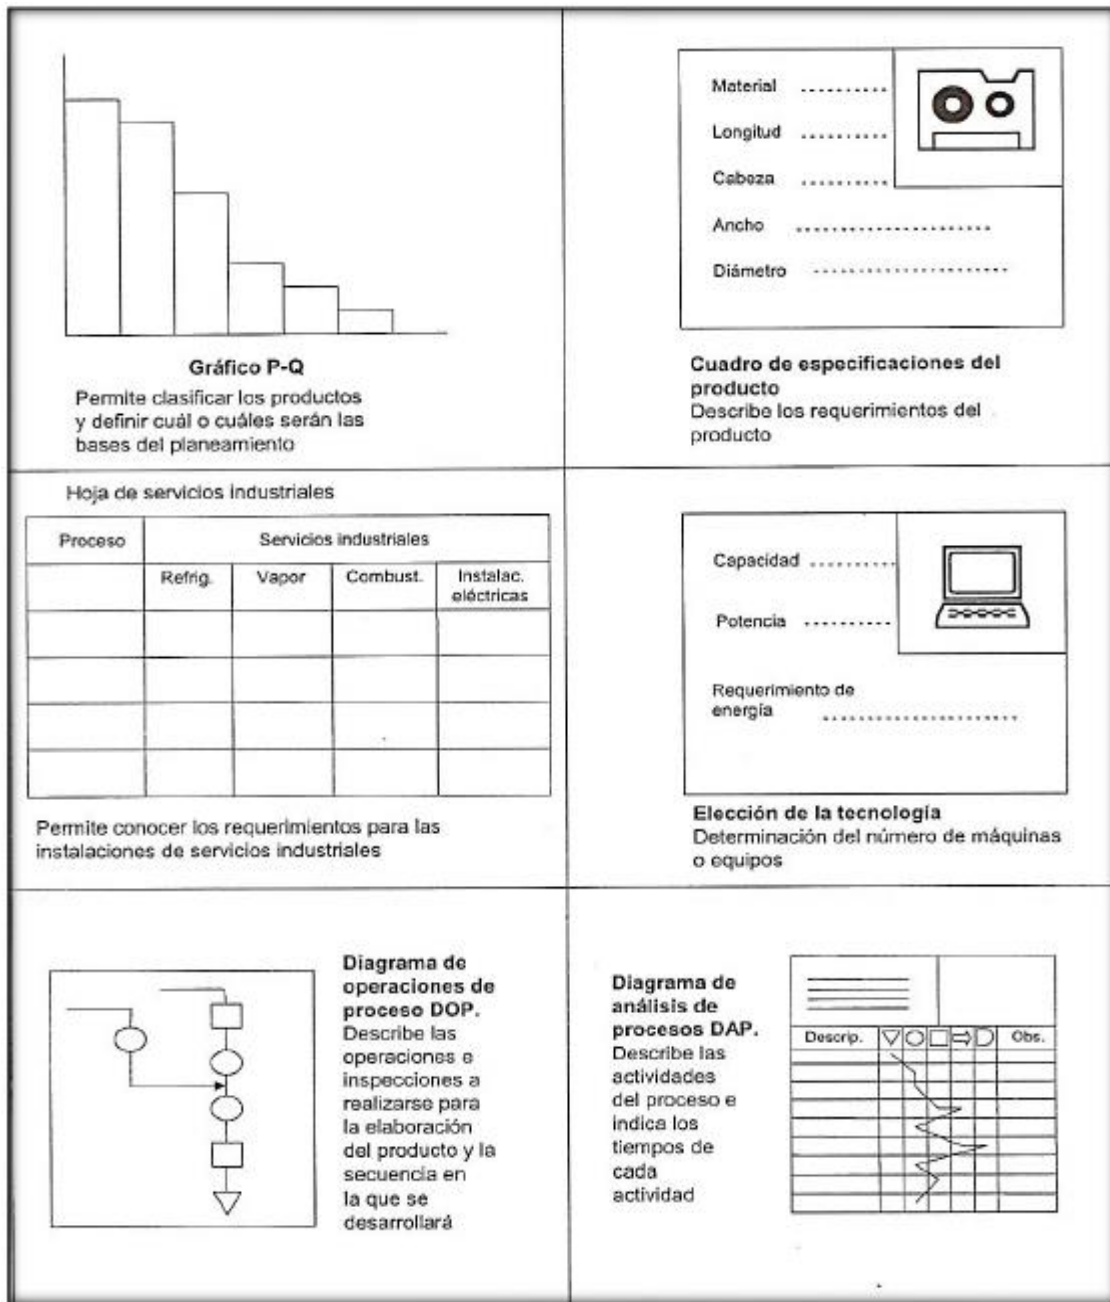 Gráfico P-Q
Permite clasificar los productos
y definir cuál o cuáles serán las
bases del planeamiento
Material ..........
Longitud ..........
Cabeza ..........
Ancho ..........
Diámetro ..........
Cuadro de especificaciones del
producto
Describe los requerimientos del
producto
Hoja de servicios industriales
Proceso Servicios industriales
Refrig. Vapor Combust. Instalac.
eléctricas
Permite conocer los requerimientos para las
instalaciones de servicios industriales
Capacidad ..........
Potencia ..........
Requerimiento de
energía ..........
Elección de la tecnología
Determinación del número de máquinas
o equipos
Diagrama de
operaciones de
proceso DOP.
Describe las
operaciones e
inspecciones a
realizarse para
la elaboración
del producto y la
secuencia en
la que se
desarrollará
Diagrama de
análisis de
procesos DAP.
Describe las
actividades
del proceso e
indica los
tiempos de
cada
actividad
Descrip. Obs.